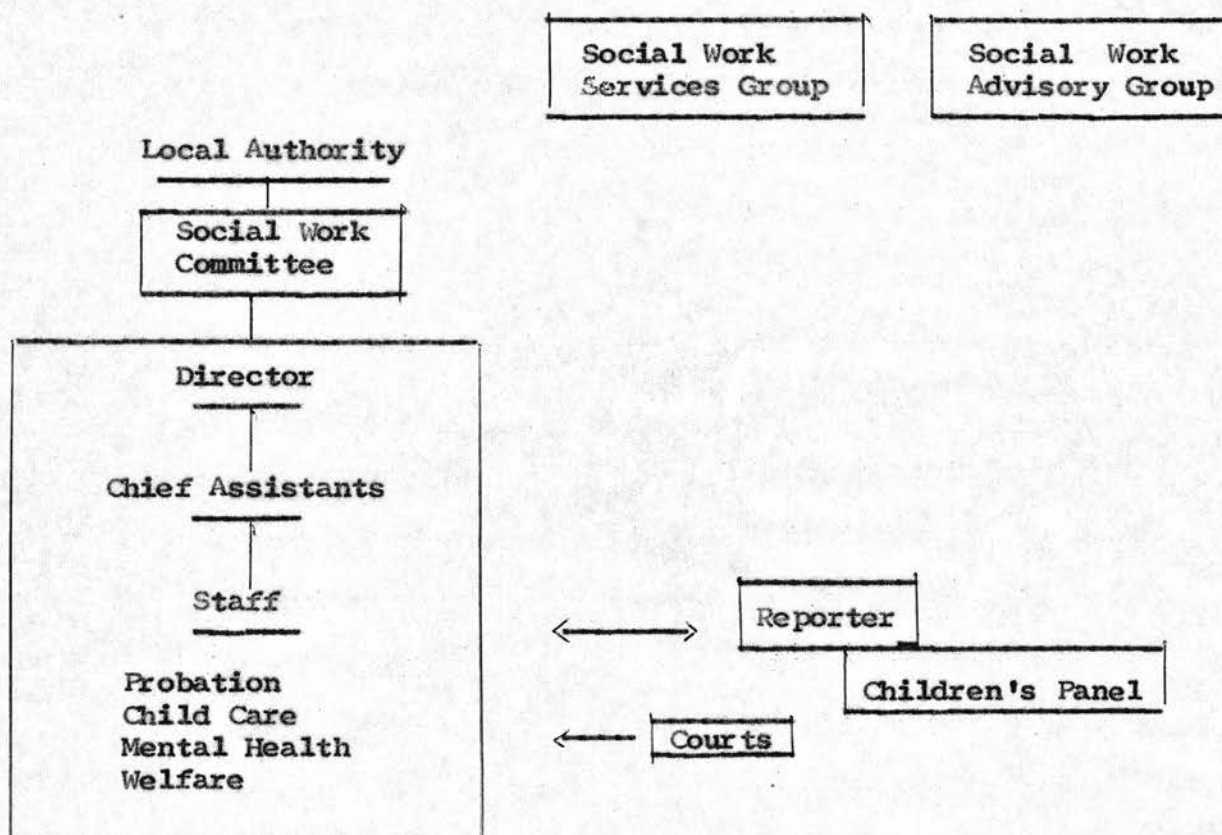 Social Work
Services Group
Social Work
Advisory Group
Local Authority
Social Work
Committee
Director
Chief Assistants
Staff
Reporter
Probation
Child Care
Mental Health
Welfare
Children's Panel
Courts